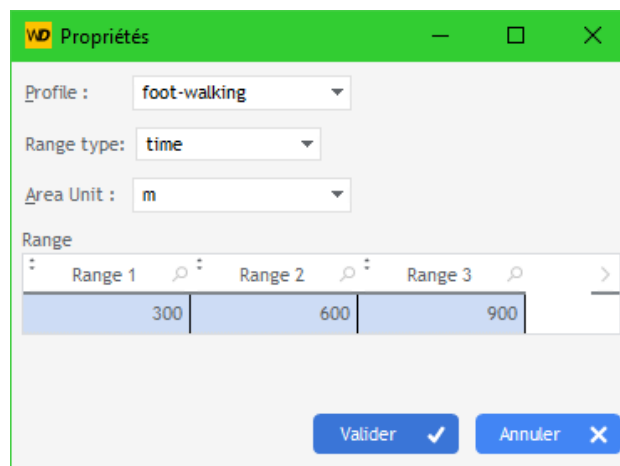 WD Propriétés
Profile : foot-walking
Range type: time
Area Unit : m
Range
Range 1 Range 2 Range 3
300 600 900
Valider Annuler